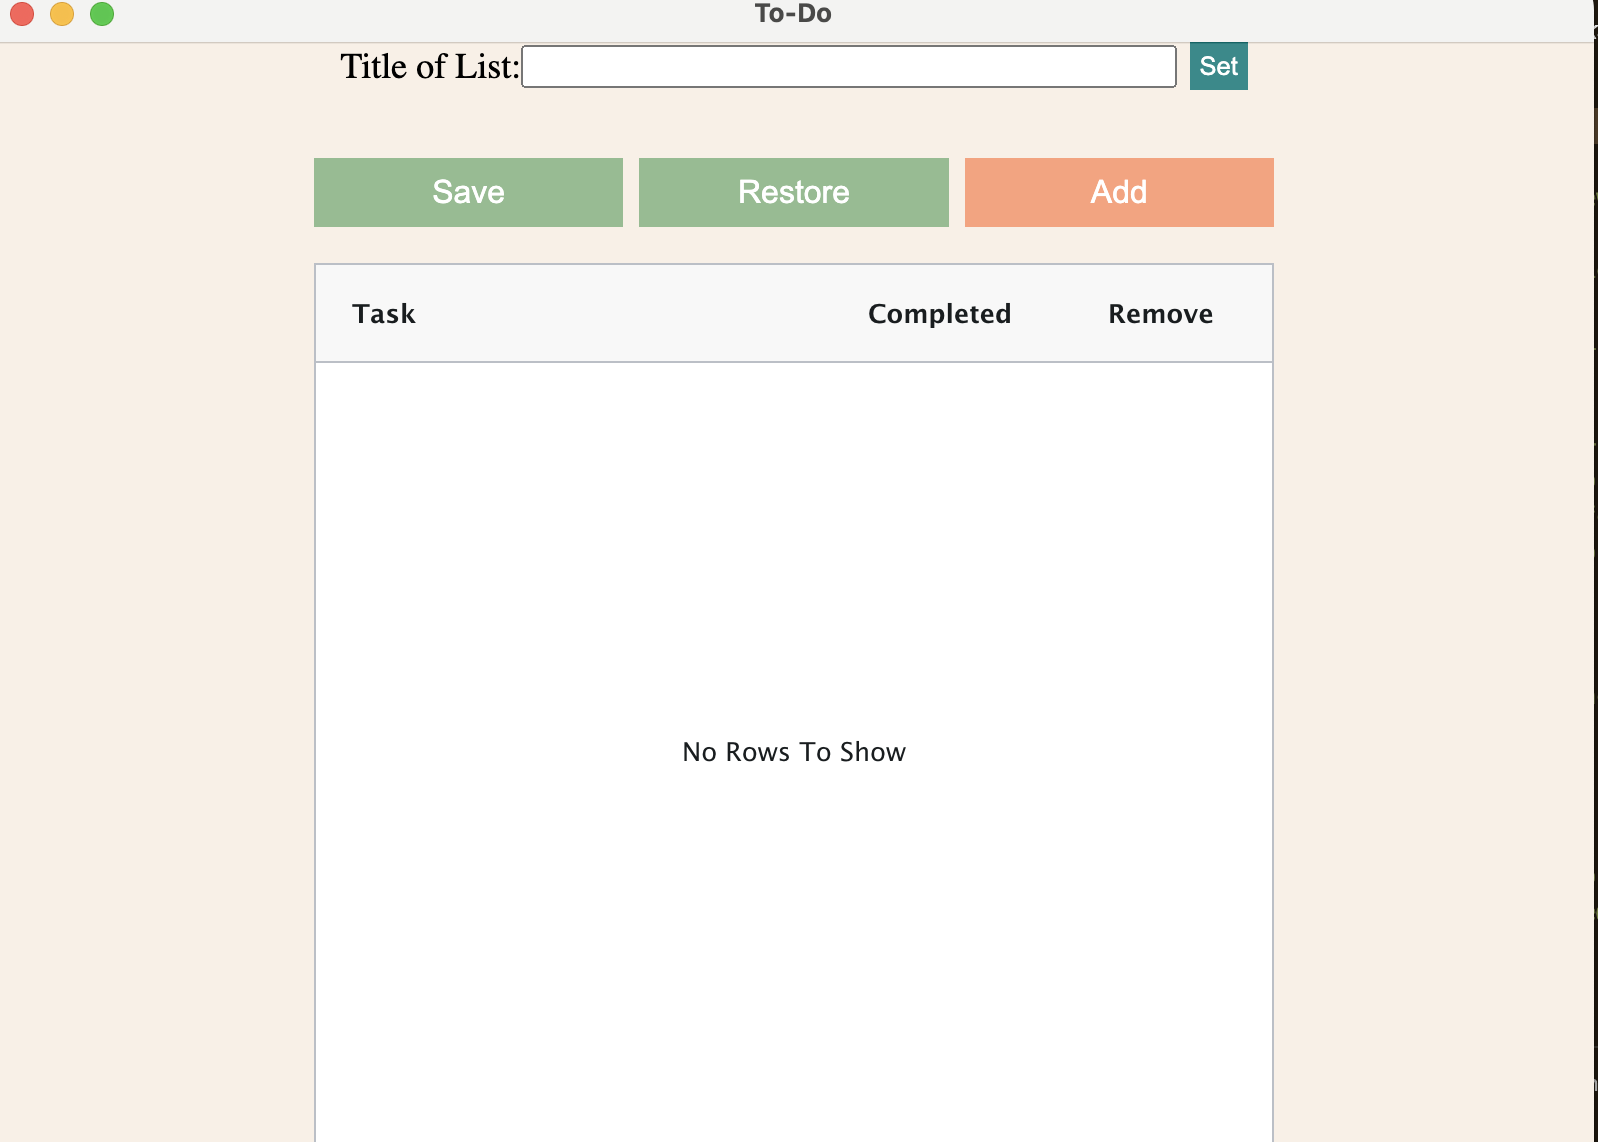 To-Do
Title of List:
Set
Save
Restore
Add
Task
Completed
Remove
No Rows To Show